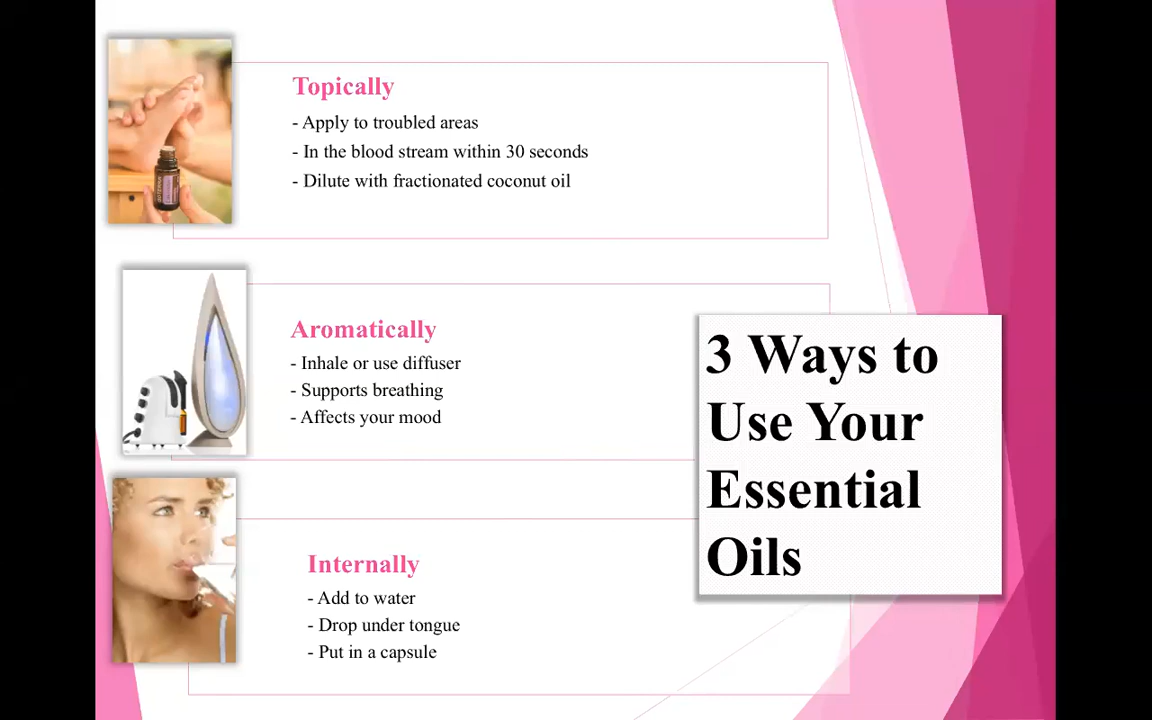 Topically
- Apply to troubled areas
- In the blood stream within 30 seconds
- Dilute with fractionated coconut oil
Aromatically
- Inhale or use diffuser
- Supports breathing
- Affects your mood
3 Ways to
Use Your
Essential
Oils
Internally
- Add to water
- Drop under tongue
- Put in a capsule